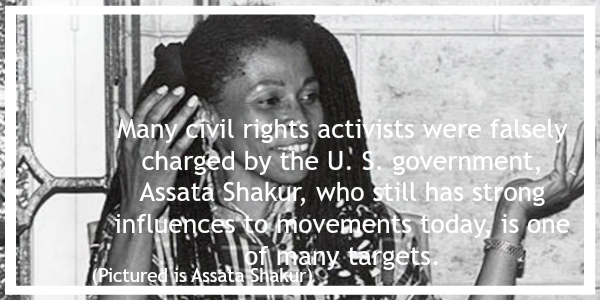 Many civil rights activists were falsely
charged by the U. S. government,
Assata Shakur, who still has strong
influences to movements today, is one
of many targets.
(Pictured is Assata Shakur)